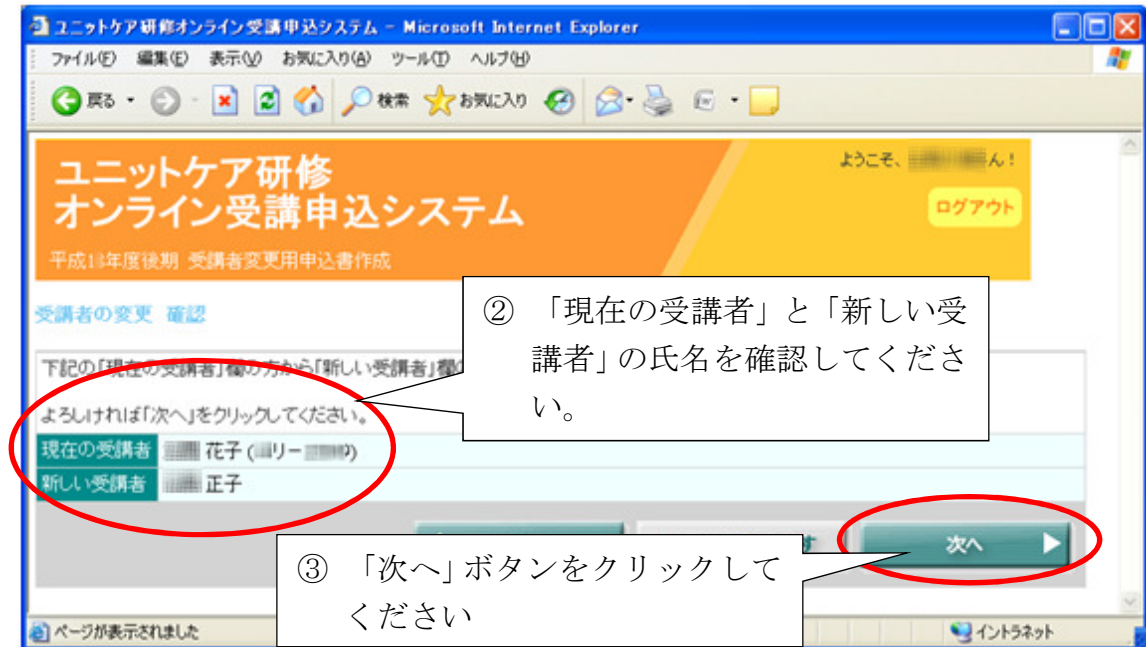 ユニットケア研修オンライン受講申込システム - Microsoft Internet Explorer
ファイル(F) 編集(E) 表示(V) お気に入り(A) ツール(T) ヘルプ(H)
戻る 検索 お気に入り
ユニットケア研修
オンライン受講申込システム
ようこそ、 ん!
ログアウト
平成18年度後期 受講者変更用申込書作成
受講者の変更 確認
② 「現在の受講者」と「新しい受
講者」の氏名を確認してくださ
い。
下記の「現在の受講者」欄の方から「新しい受講者」欄の
よろしければ「次へ」をクリックしてください。
現在の受講者 花子 ( リー )
新しい受講者 正子
次へ
③ 「次へ」ボタンをクリックして
ください
ページが表示されました
イントラネット